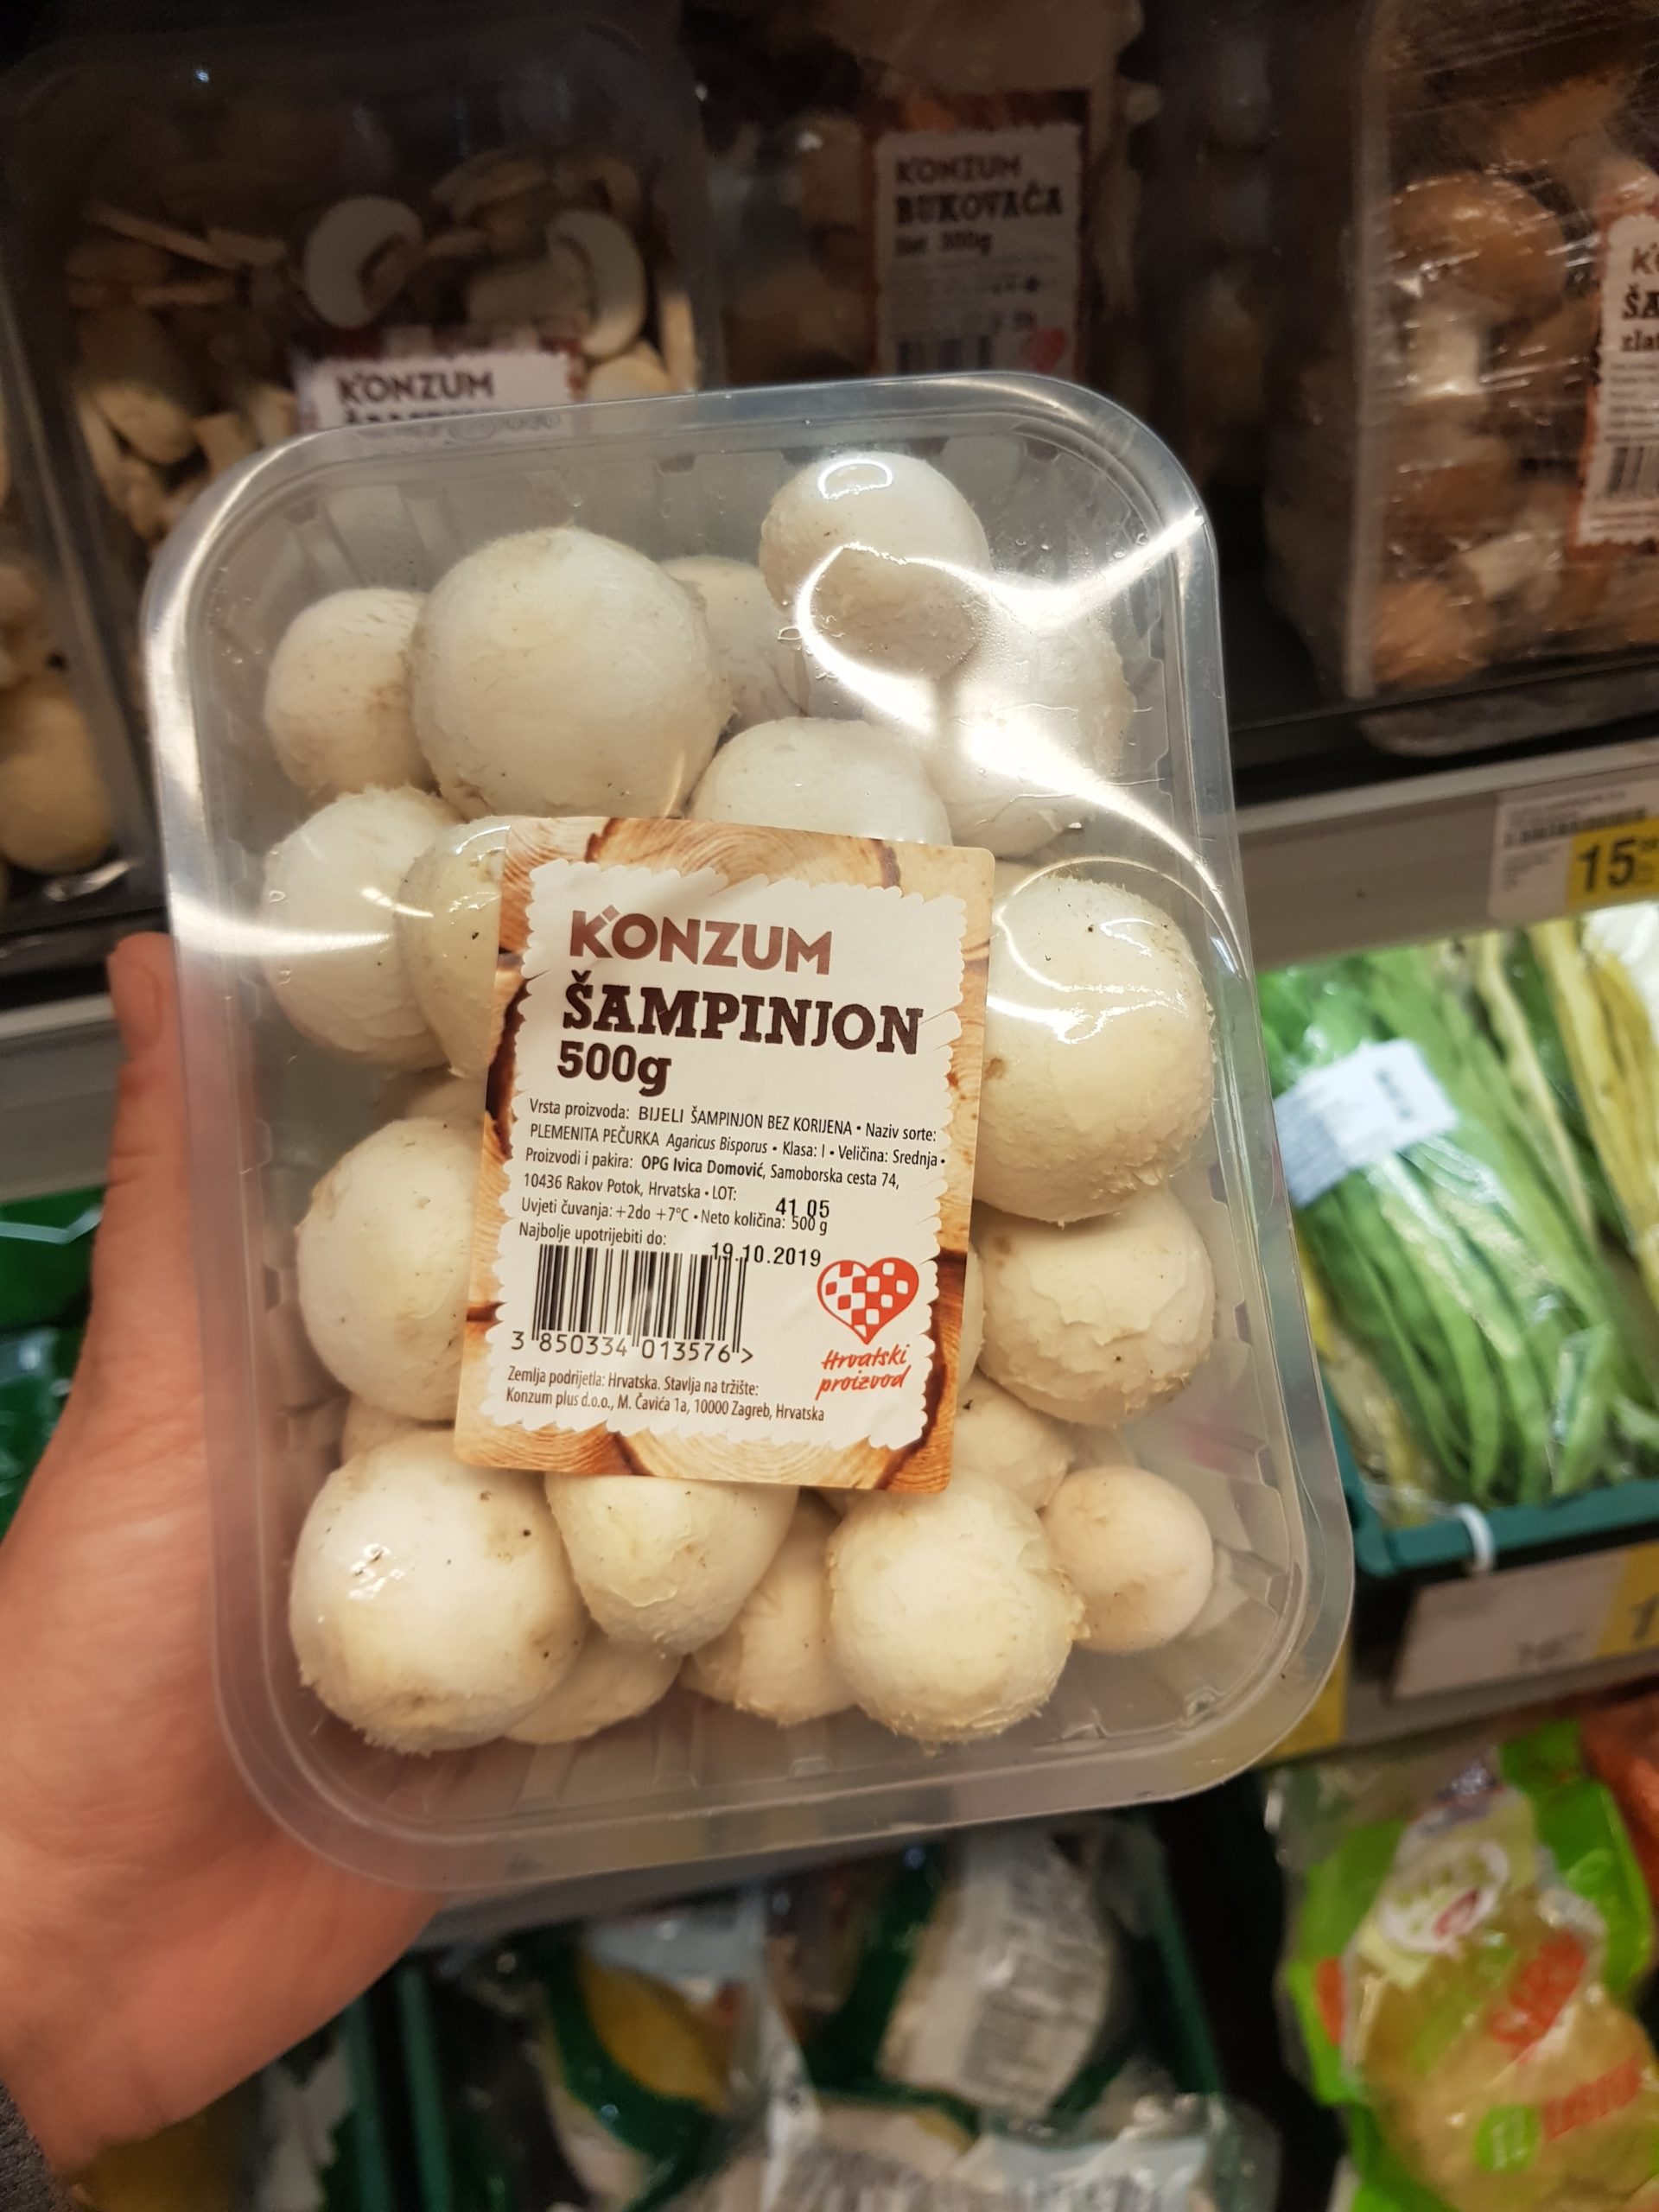 KONZUM
BUKOVAČA
300g
KONZUM
15
KONZUM
ŠAMPINJON
500g
Vrsta proizvoda: BIJELI ŠAMPINJON BEZ KORIJENA • Naziv sorte:
PLEMENITA PEČURKA Agaricus Bisporus • Klasa: I • Veličina: Srednja •
Proizvodi i pakira: OPG Ivica Domović, Samoborska cesta 74,
10436 Rakov Potok, Hrvatska • LOT: 41 05
Uvjeti čuvanja: +2do +7°C • Neto količina: 500 g
Najbolje upotrijebiti do: 19.10.2019
3 850334 013576 >
Hrvatski
proizvod
Zemlja podrijetla: Hrvatska. Stavlja na tržište:
Konzum plus d.o.o., M. Čavića 1a, 10000 Zagreb, Hrvatska